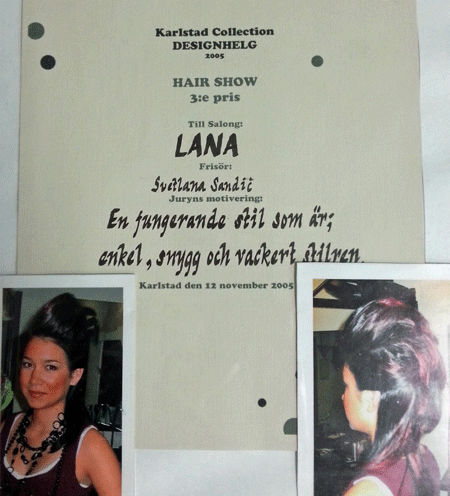 Karlstad Collection
DESIGNHELG
2005
HAIR SHOW
3:e pris
Till Salong:
LANA
Frisör:
Svetlana Sandič
Juryns motivering:
En fungerande stil som är;
enkel, snygg och vackert stilren.
Karlstad den 12 november 2005